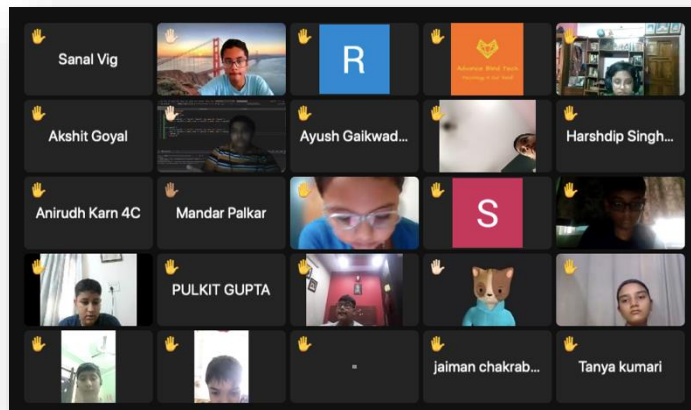 Sanal Vig
R
Akshit Goyal
Ayush Gaikwad...
Harshdip Singh...
Anirudh Karn 4C
Mandar Palkar
S
PULKIT GUPTA
jaiman chakrab...
Tanya kumari